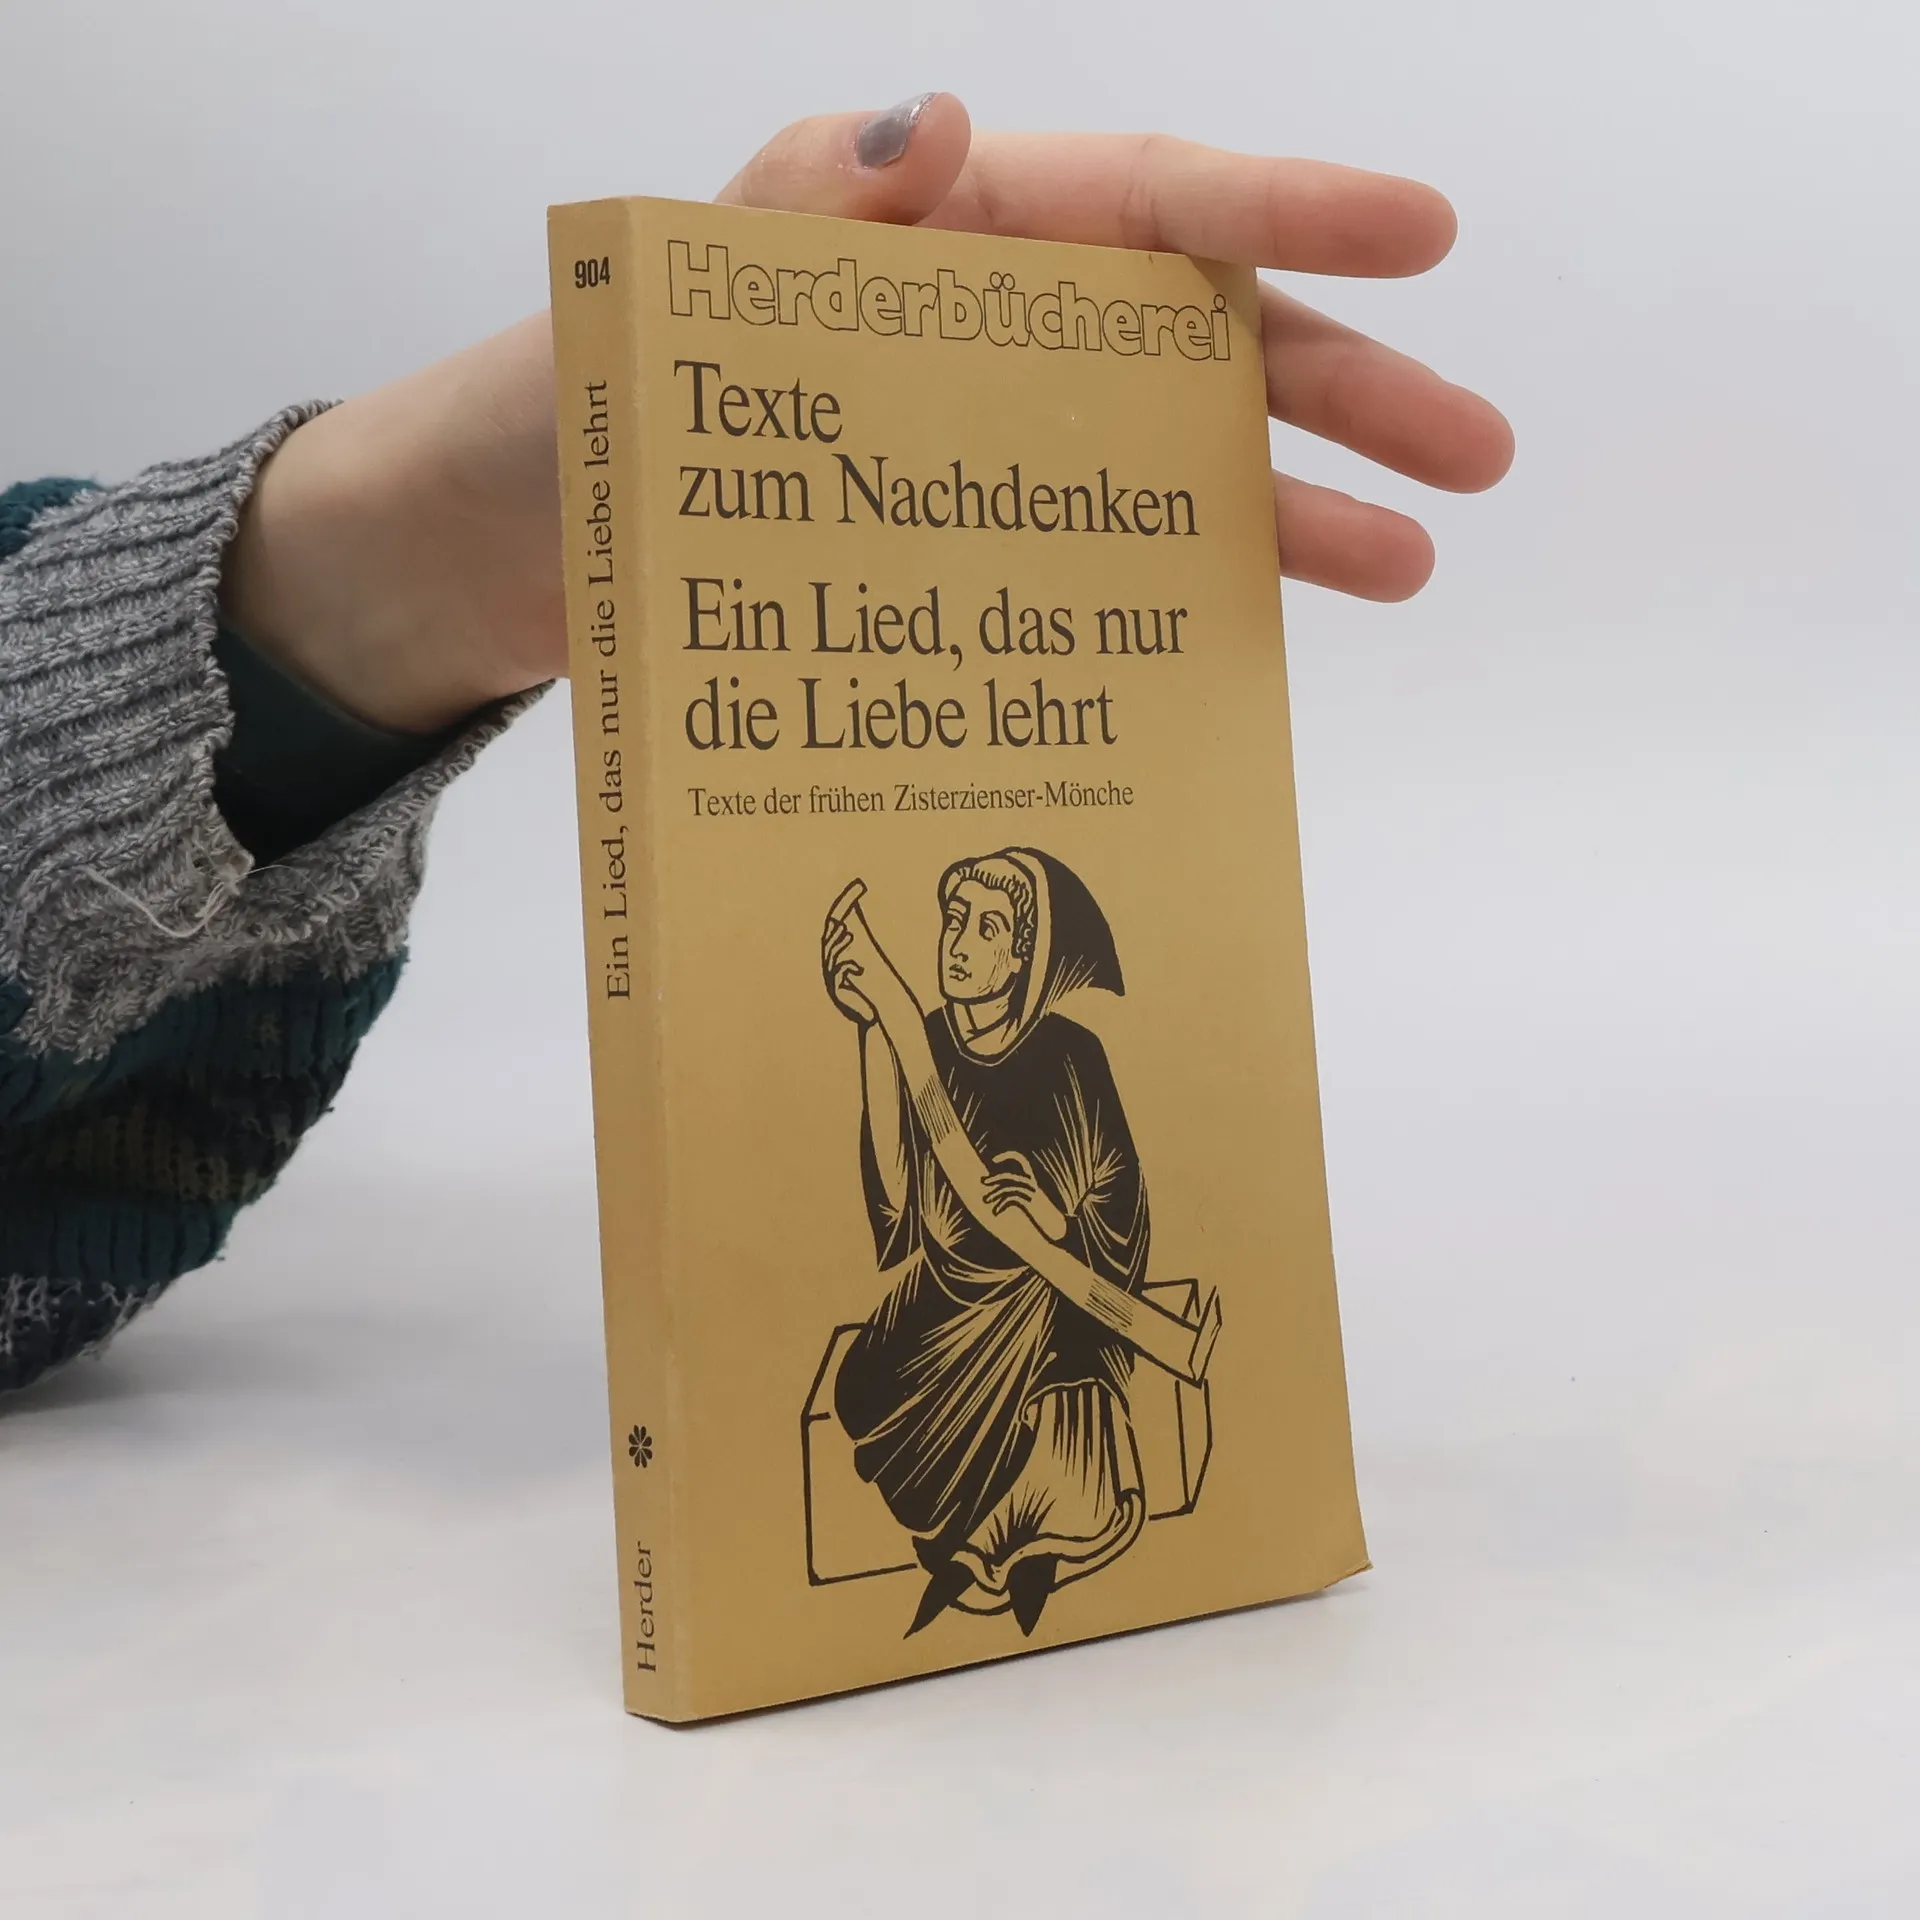 904
Ein Lied, das nur die Liebe lehrt
Herder
Herderbücherei
Texte
zum Nachdenken
Ein Lied, das nur
die Liebe lehrt
Texte der frühen Zisterzienser-Mönche